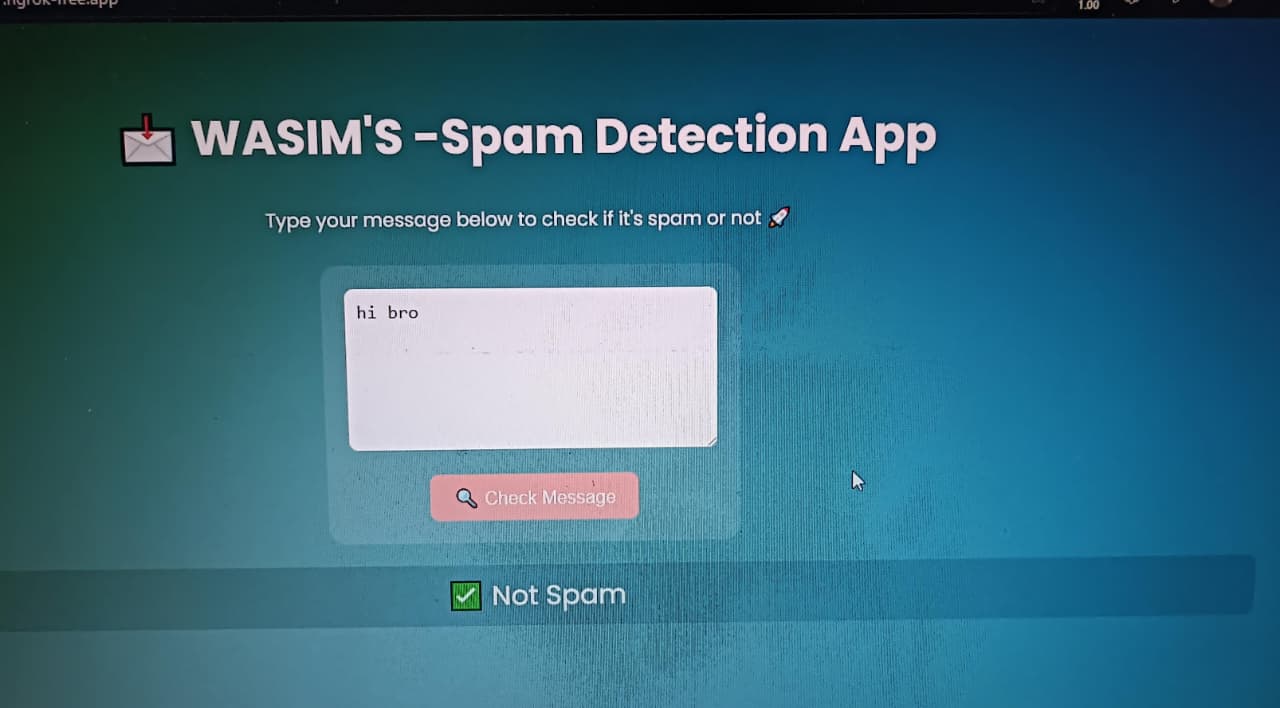 .ngrok-free.app
1.00
📩 WASIM'S -Spam Detection App
Type your message below to check if it's spam or not 🚀
hi bro
🔍 Check Message
✅ Not Spam